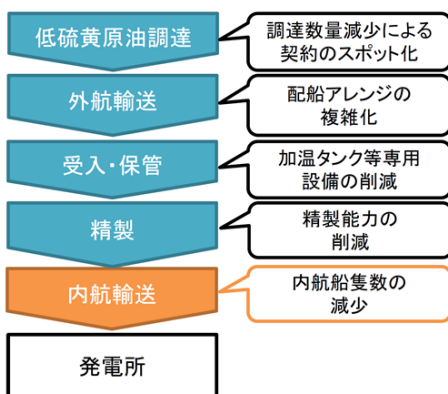 低硫黄原油調達
調達数量減少による
契約のスポット化
外航輸送
配船アレンジの
複雑化
受入・保管
加温タンク等専用
設備の削減
精製
精製能力の
削減
内航輸送
内航船隻数の
減少
発電所